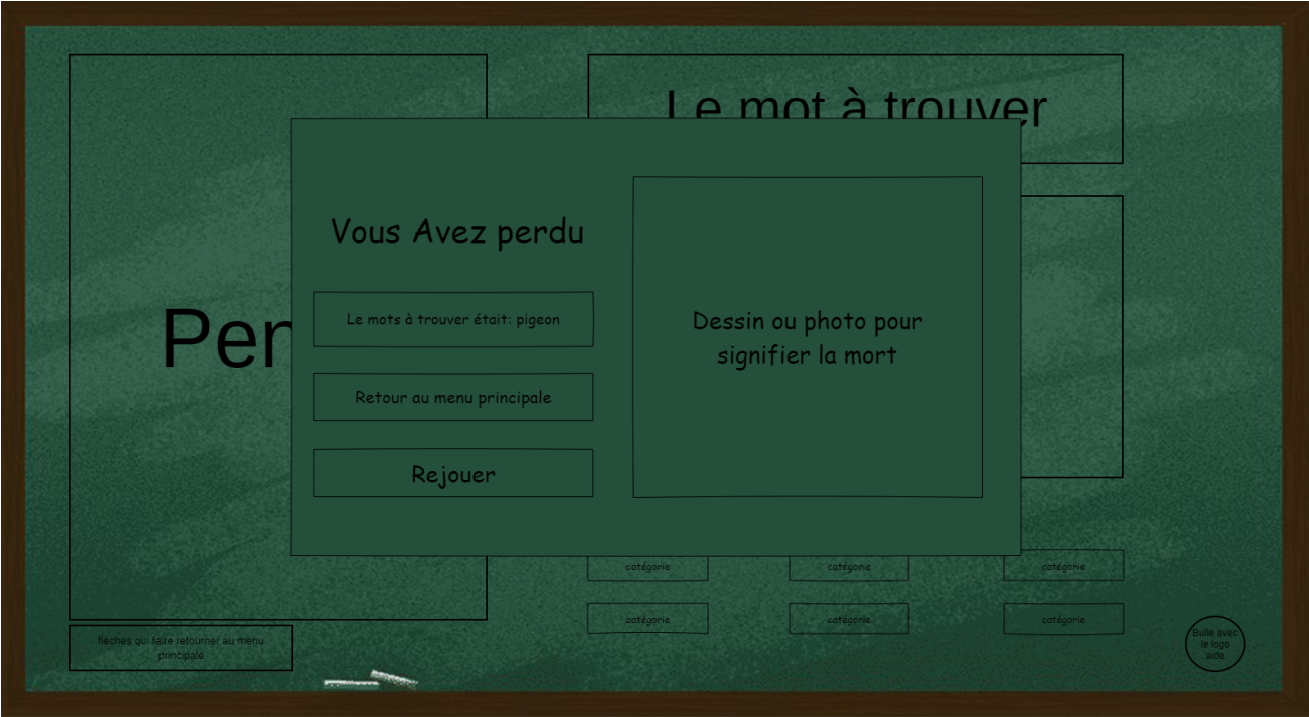 Le mot à trouver
Vous Avez perdu
Le mots à trouver était: pigeon
Retour au menu principale
Rejouer
Dessin ou photo pour
signifier la mort
catégorie
catégorie
catégorie
catégorie
catégorie
catégorie
flèches qui faire retourner au menu
principale
Bulle avec
le logo
aide